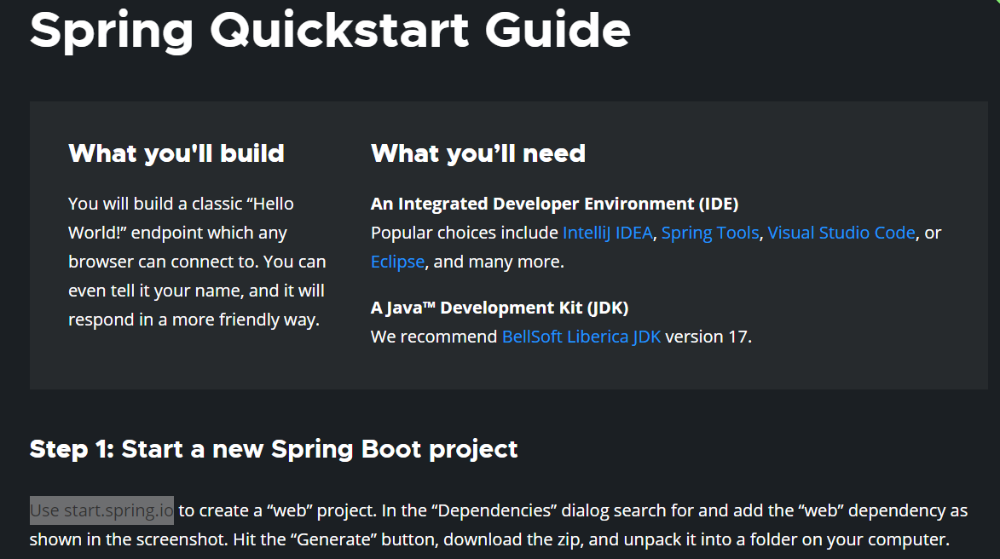 Spring Quickstart Guide
What you'll build
You will build a classic “Hello
World!” endpoint which any
browser can connect to. You can
even tell it your name, and it will
respond in a more friendly way.
What you’ll need
An Integrated Developer Environment (IDE)
Popular choices include IntelliJ IDEA, Spring Tools, Visual Studio Code, or
Eclipse, and many more.
A Java™ Development Kit (JDK)
We recommend BellSoft Liberica JDK version 17.
Step 1: Start a new Spring Boot project
Use start.spring.io to create a “web” project. In the “Dependencies” dialog search for and add the “web” dependency as
shown in the screenshot. Hit the “Generate” button, download the zip, and unpack it into a folder on your computer.